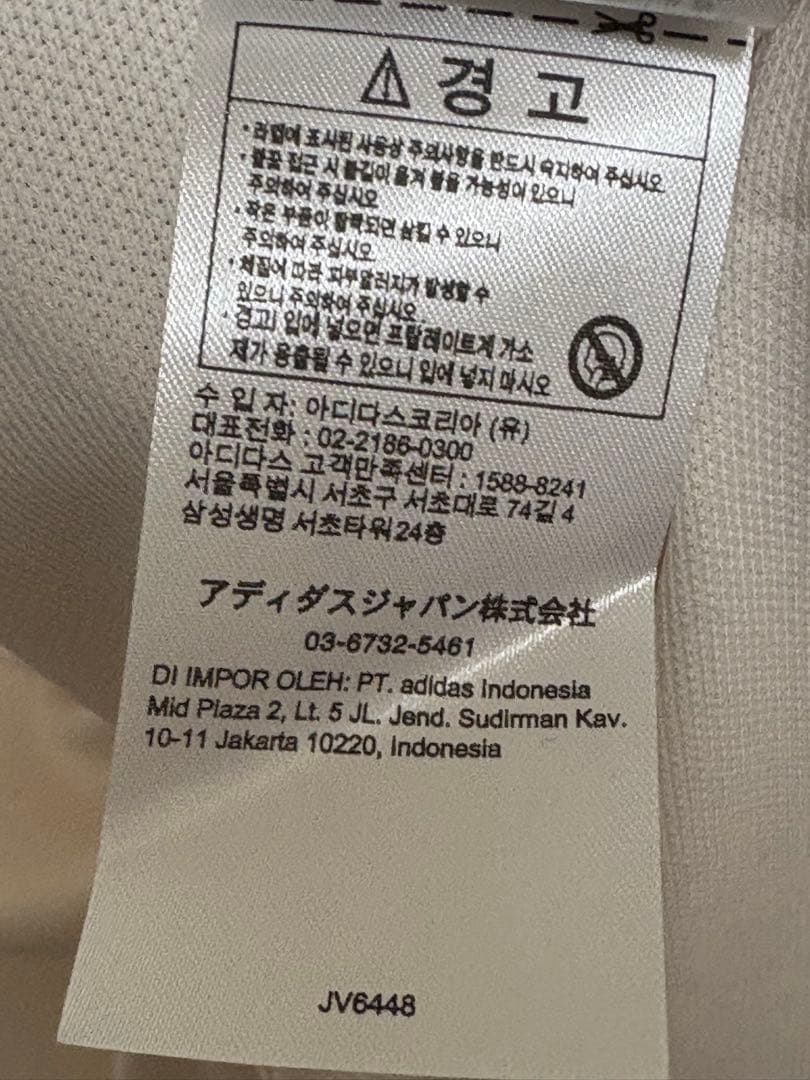 경 고
· 라벨에 표시된 사용상 주의사항을 반드시 숙지하여 주십시오
· 불꽃 접근 시 불길이 옮겨 붙을 가능성이 있으니
주의하여 주십시오
· 작은 부품이 탈락되면 삼킬 수 있으니
주의하여 주십시오
· 체질에 따른 피부알러지가 발생할 수
있으니 주의하여 주십시오
· 경고! 입에 넣으면 프탈레이트계 가소
제가 용출될 수 있으니 입에 넣지 마시오
수 입 자: 아디다스코리아 (유)
대표전화 : 02-2186-0300
아디다스 고객만족센터 : 1588-8241
서울특별시 서초구 서초대로 74길 4
삼성생명 서초타워24층
アディダスジャパン株式会社
03-6732-5461
DI IMPOR OLEH: PT. adidas Indonesia
Mid Plaza 2, Lt. 5 JL. Jend. Sudirman Kav.
10-11 Jakarta 10220, Indonesia
JV6448